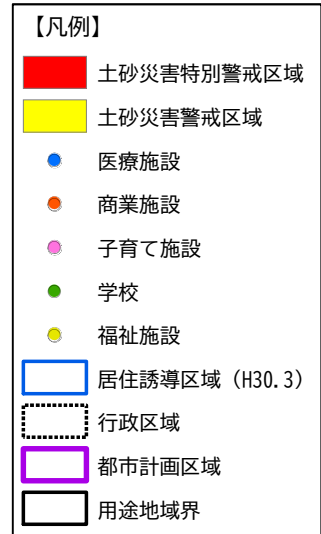 【凡例】
土砂災害特別警戒区域
土砂災害警戒区域
医療施設
商業施設
子育て施設
学校
福祉施設
居住誘導区域（H30.3）
行政区域
都市計画区域
用途地域界